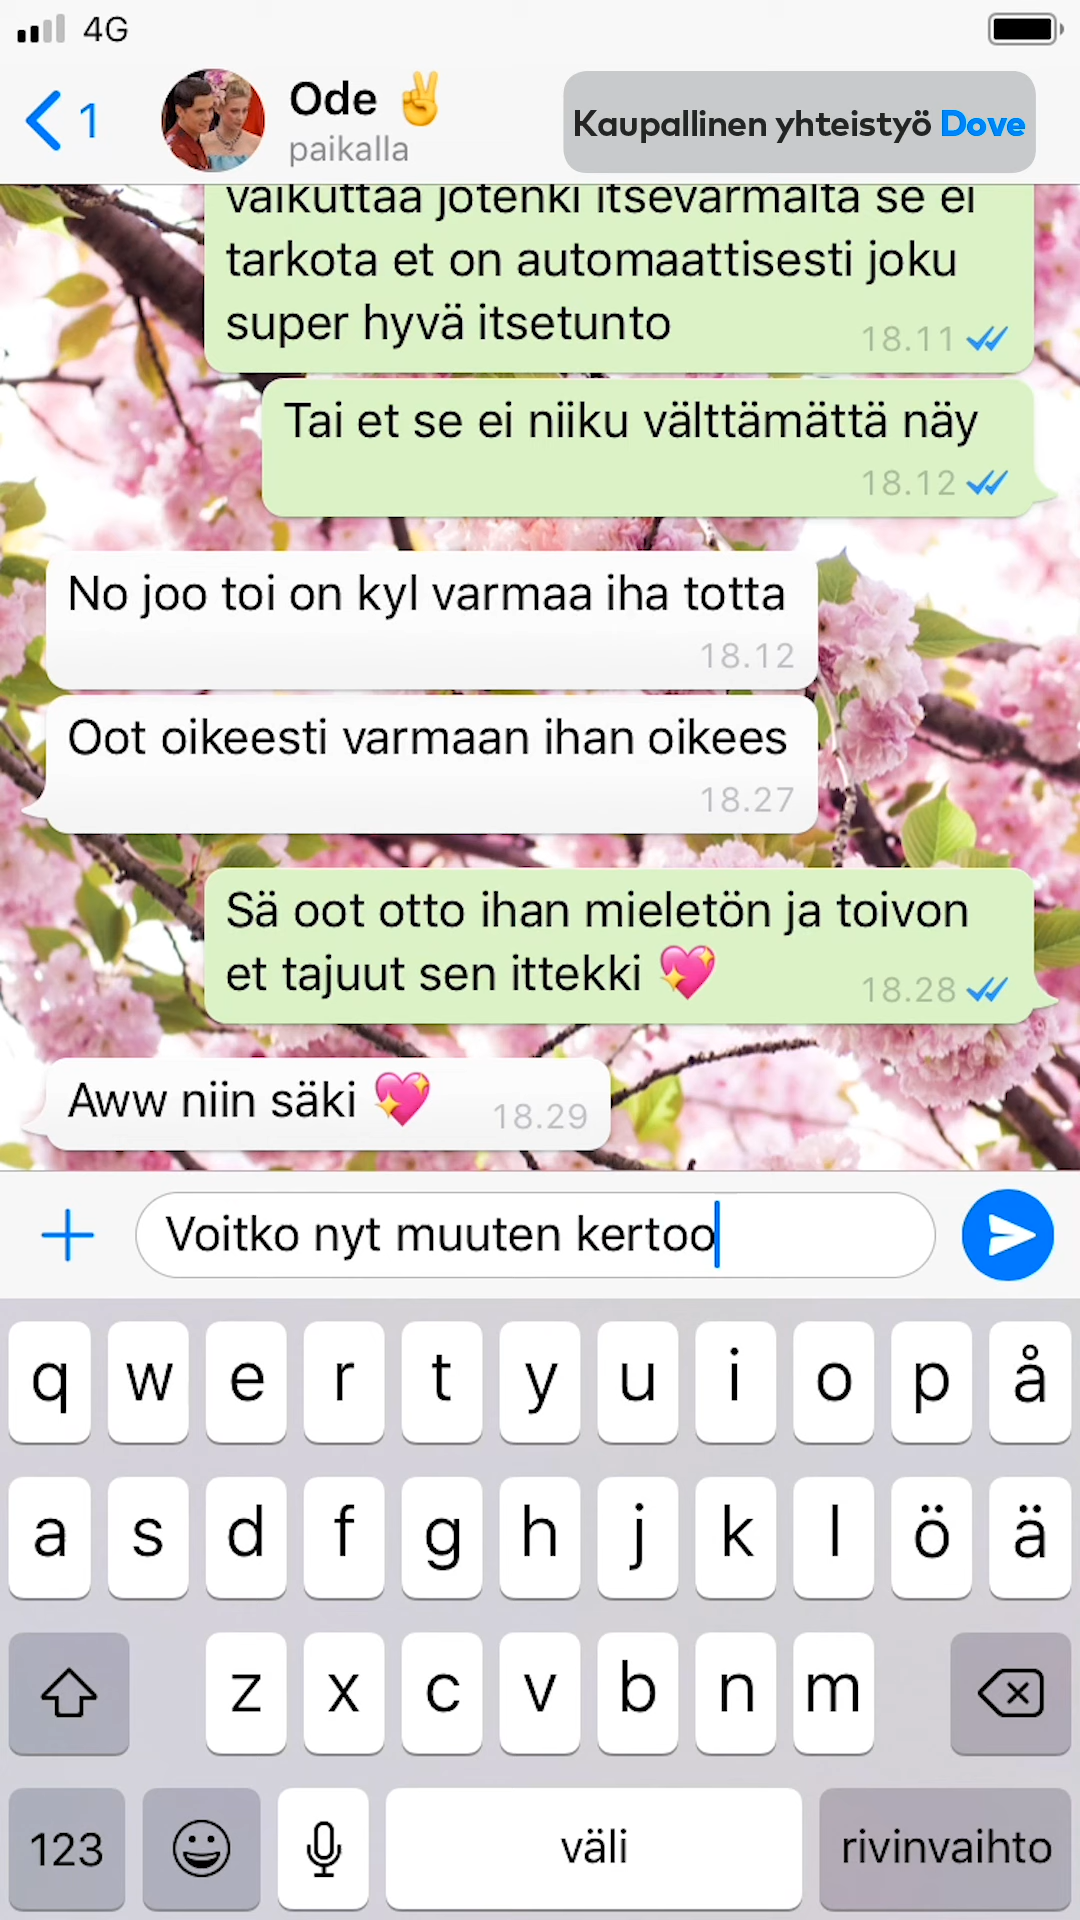 4G
1
Ode ✌️
paikalla
Kaupallinen yhteistyö Dove
vaikuttaa jotenki itsevarmalta se ei
tarkota et on automaattisesti joku
super hyvä itsetunto
18.11
Tai et se ei niiku välttämättä näy
18.12
No joo toi on kyl varmaa iha totta
18.12
Oot oikeesti varmaan ihan oikees
18.27
Sä oot otto ihan mieletön ja toivon
et tajuut sen ittekki 💖
18.28
Aww niin säki 💖
18.29
Voitko nyt muuten kertoo
q w e r t y u i o p å
a s d f g h j k l ö ä
z x c v b n m
123
väli
rivinvaihto